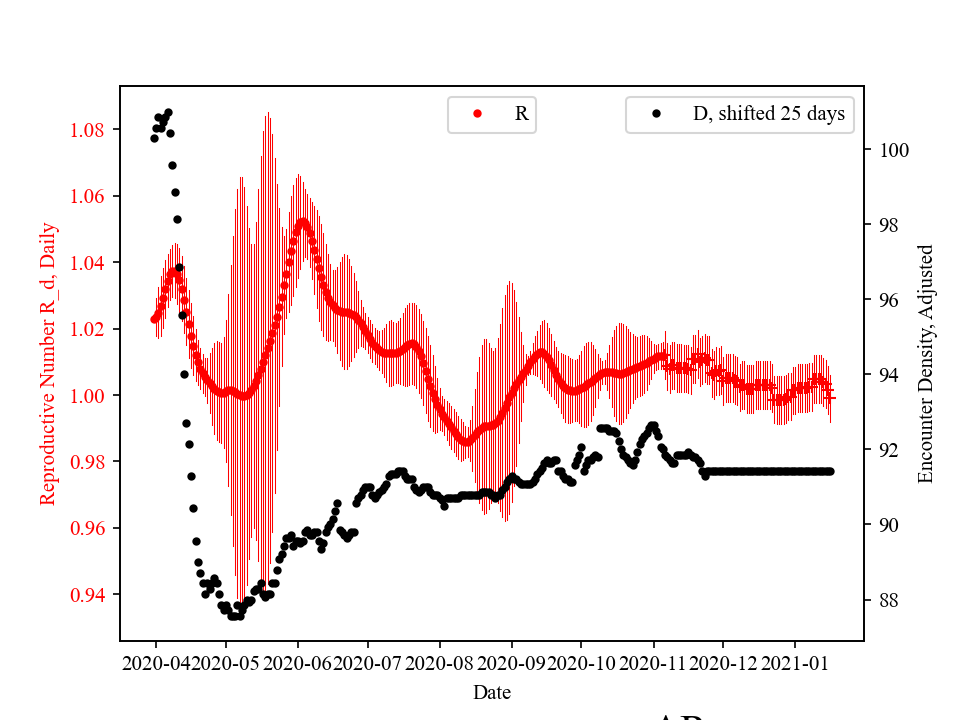 R
D, shifted 25 days
1.08
1.06
1.04
1.02
1.00
0.98
0.96
0.94
Reproductive Number R_d, Daily
100
98
96
94
92
90
88
Encounter Density, Adjusted
2020-04 2020-05 2020-06 2020-07 2020-08 2020-09 2020-10 2020-11 2020-12 2021-01
Date